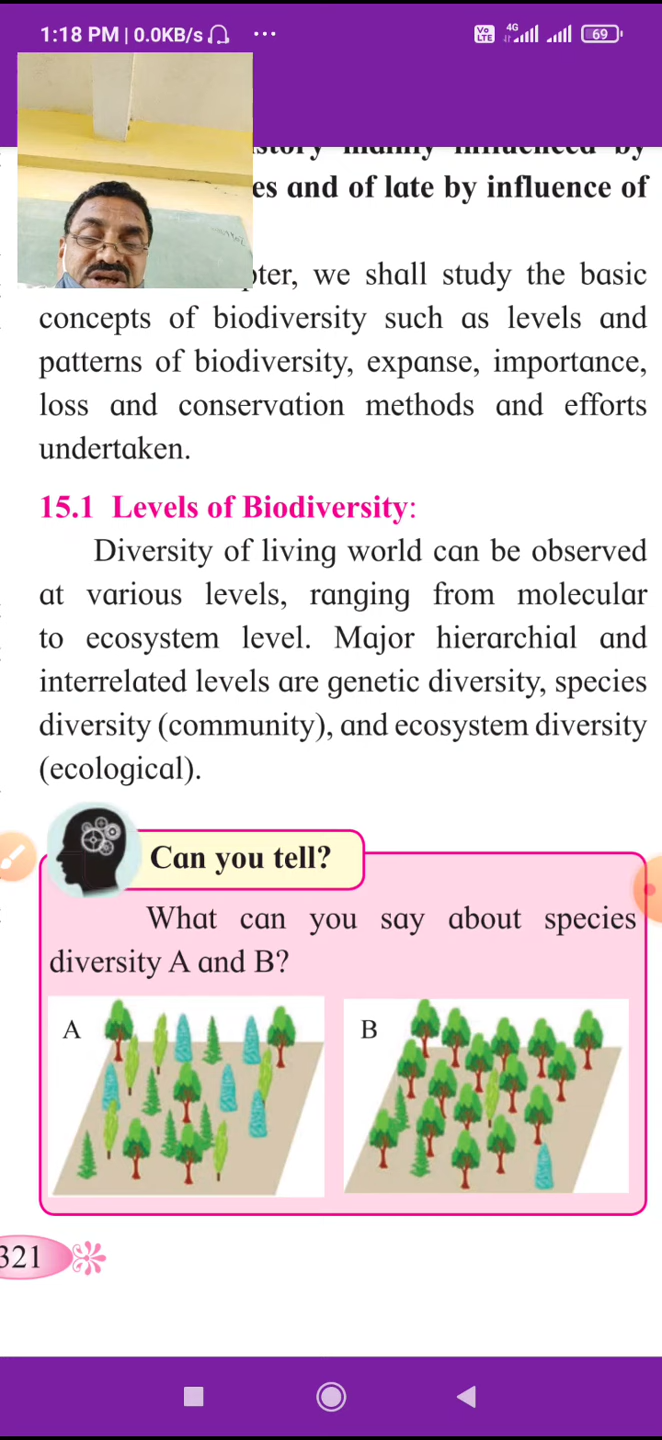 1:18 PM | 0.0KB/s ...
Vo LTE 4G 69
es and of late by influence of
pter, we shall study the basic
concepts of biodiversity such as levels and
patterns of biodiversity, expanse, importance,
loss and conservation methods and efforts
undertaken.
15.1 Levels of Biodiversity:
Diversity of living world can be observed
at various levels, ranging from molecular
to ecosystem level. Major hierarchial and
interrelated levels are genetic diversity, species
diversity (community), and ecosystem diversity
(ecological).
Can you tell?
What can you say about species
diversity A and B?
A
B
321